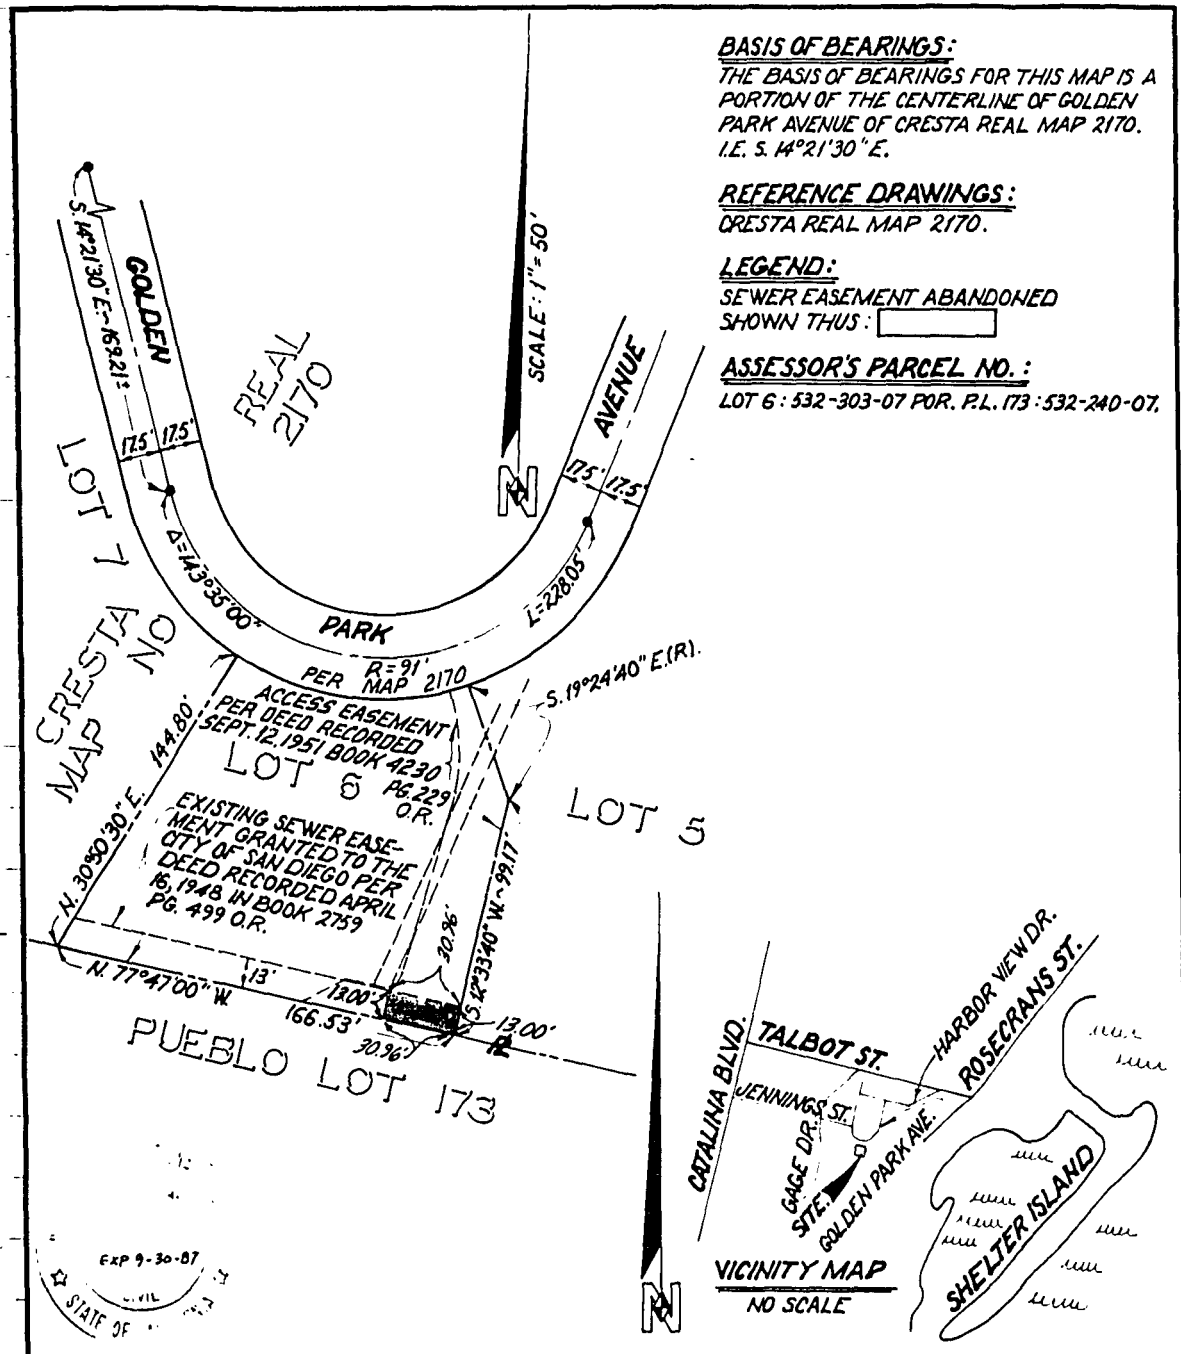 BASIS OF BEARINGS:
THE BASIS OF BEARINGS FOR THIS MAP IS A
PORTION OF THE CENTERLINE OF GOLDEN
PARK AVENUE OF CRESTA REAL MAP 2170.
I.E. S. 14°21'30" E.
REFERENCE DRAWINGS:
CRESTA REAL MAP 2170.
LEGEND:
SEWER EASEMENT ABANDONED
SHOWN THUS:
ASSESSOR'S PARCEL NO.:
LOT 6: 532-303-07 POR. P.L. 173: 532-240-07.
SCALE: 1" = 50'
N
S. 14°21'30" E.~169.21'±
GOLDEN
REAL
2170
AVENUE
17.5' 17.5'
17.5' 17.5'
LOT 7
Δ=143°35'00"
L=228.05'
PARK
R=91'
PER MAP 2170
CRESTA
MAP NO
S. 19°24'40" E.(R).
ACCESS EASEMENT
PER DEED RECORDED
SEPT. 12, 1951 BOOK 4230
PG. 229
O.R.
LOT 6
LOT 5
N. 30°50'30" E. 144.80'
EXISTING SEWER EASE-
MENT GRANTED TO THE
CITY OF SAN DIEGO PER
DEED RECORDED APRIL
16, 1948 IN BOOK 2759
PG. 499 O.R.
S. 12°33'40" W.~99.17'
30.96'
N. 77°47'00" W.
13'
13.00'
166.53'
13.00'
30.96'
PUEBLO LOT 173
EXP 9-30-87
CIVIL
STATE OF
N
CATALINA BLVD.
TALBOT ST.
HARBOR VIEW DR.
ROSECRANS ST.
JENNINGS ST.
GAGE DR.
SITE
GOLDEN PARK AVE.
SHELTER ISLAND
VICINITY MAP
NO SCALE